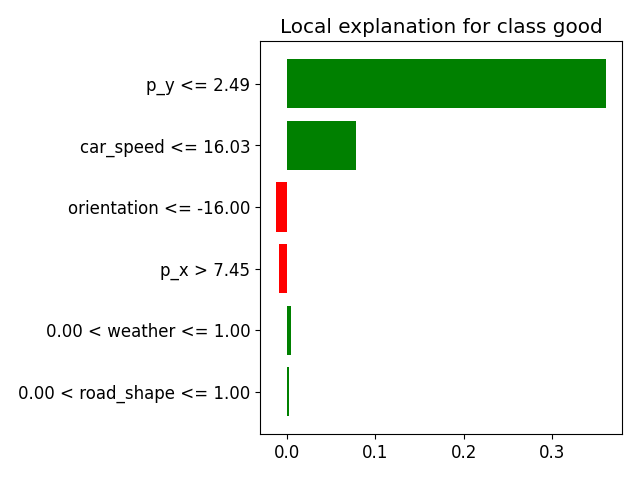 Local explanation for class good
p_y <= 2.49
car_speed <= 16.03
orientation <= -16.00
p_x > 7.45
0.00 < weather <= 1.00
0.00 < road_shape <= 1.00
0.0 0.1 0.2 0.3